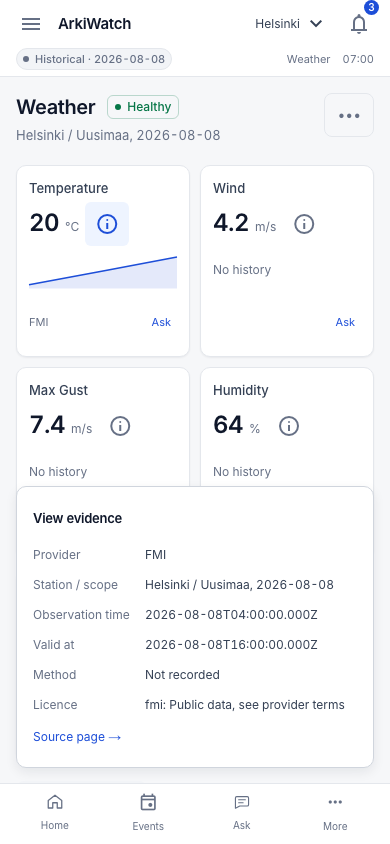 ArkiWatch
Helsinki
3
Historical · 2026-08-08
Weather 07:00
Weather
Healthy
Helsinki / Uusimaa, 2026-08-08
Temperature
20 °C
FMI
Ask
Wind
4.2 m/s
No history
Ask
Max Gust
7.4 m/s
No history
Humidity
64 %
No history
View evidence
Provider FMI
Station / scope Helsinki / Uusimaa, 2026-08-08
Observation time 2026-08-08T04:00:00.000Z
Valid at 2026-08-08T16:00:00.000Z
Method Not recorded
Licence fmi: Public data, see provider terms
Source page →
Home Events Ask More